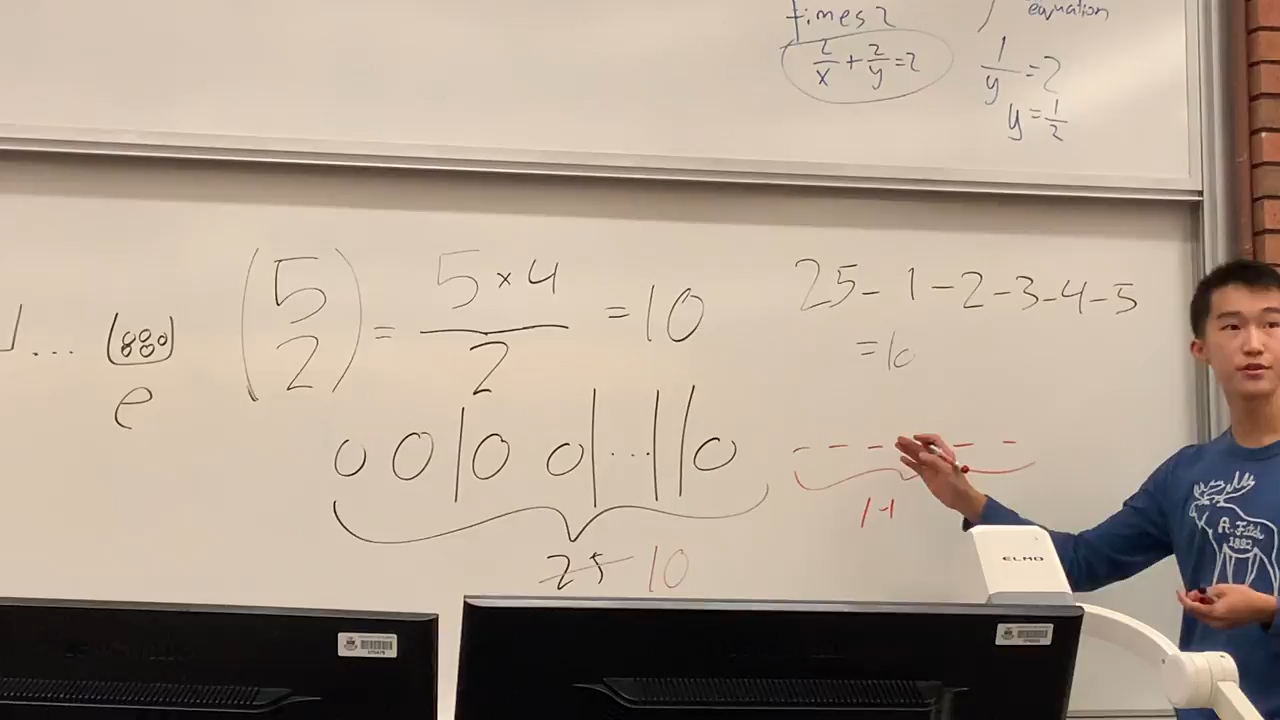 times 2
equation
2/x + 2/y = 2
1/y = 2
y = 1/2
... e
(5 2) = 5 × 4 / 2 = 10
25 - 1 - 2 - 3 - 4 - 5
= 10
0 0 | 0 0 | ... | | 0
25 10
14
ELMO
A. Fitch
1892